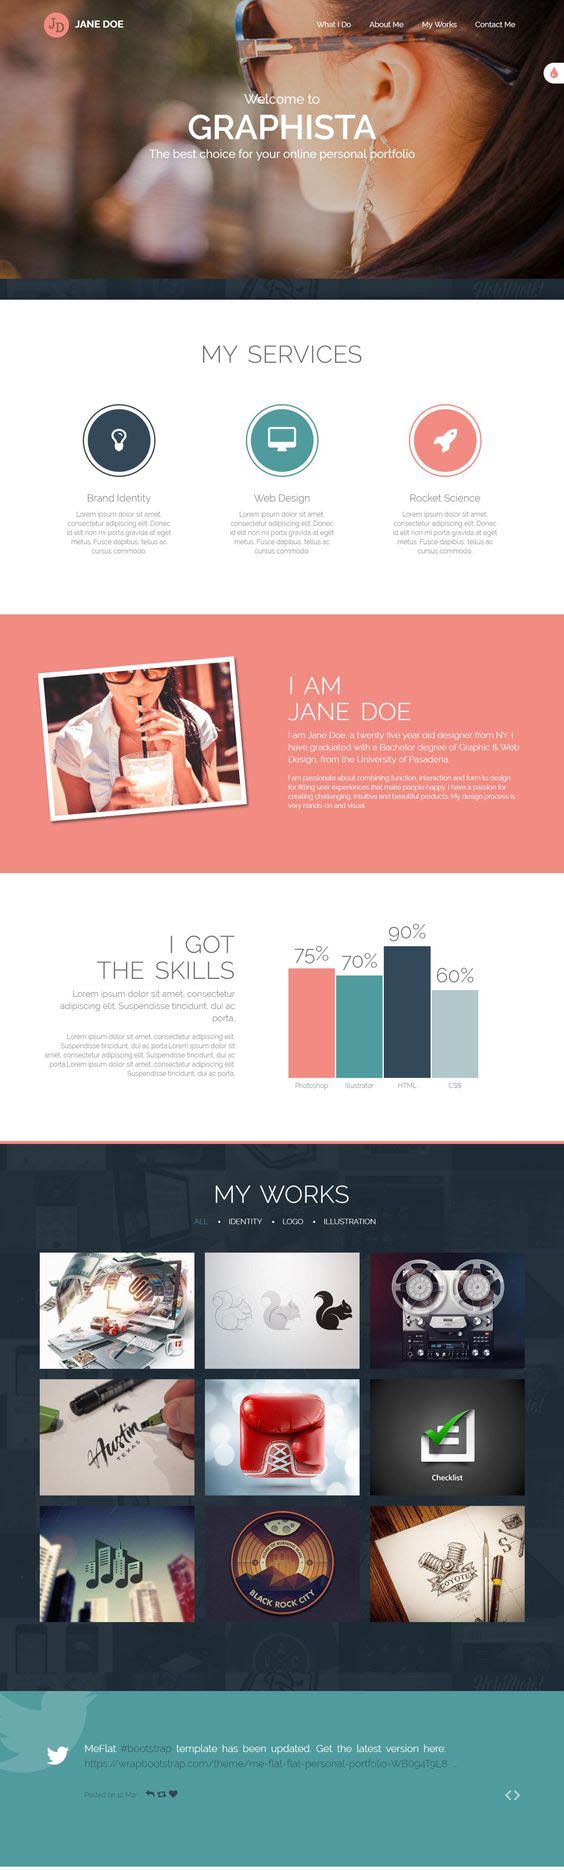 JD JANE DOE
What I Do About Me My Works Contact Me
Welcome to
GRAPHISTA
The best choice for your online personal portfolio
MY SERVICES
Brand Identity
Lorem ipsum dolor sit amet,
consectetur adipiscing elit. Donec
id elit non mi porta gravida at eget
metus. Fusce dapibus, tellus ac
cursus commodo.
Web Design
Lorem ipsum dolor sit amet,
consectetur adipiscing elit. Donec
id elit non mi porta gravida at eget
metus. Fusce dapibus, tellus ac
cursus commodo.
Rocket Science
Lorem ipsum dolor sit amet,
consectetur adipiscing elit. Donec
id elit non mi porta gravida at eget
metus. Fusce dapibus, tellus ac
cursus commodo.
I AM
JANE DOE
I am Jane Doe, a twenty five year old designer from NY. I
have graduated with a Bachelor degree of Graphic & Web
Design, from the University of Pasadena.
I am passionate about combining function, interaction and form to design
for fitting user experiences that make people happy. I have a passion for
creating challenging, intuitive and beautiful products. My design process is
very hands-on and visual.
I GOT
THE SKILLS
Lorem ipsum dolor sit amet, consectetur
adipiscing elit. Suspendisse tincidunt, dui ac
porta.
Lorem ipsum dolor sit amet, consectetur adipiscing elit.
Suspendisse tincidunt, dui ac porta.Lorem ipsum dolor sit
amet, consectetur adipiscing elit. Suspendisse tincidunt, dui ac
porta.Lorem ipsum dolor sit amet, consectetur adipiscing elit.
Suspendisse tincidunt, dui ac porta.
75% 70% 90% 60%
Photoshop Illustrator HTML CSS
MY WORKS
ALL • IDENTITY • LOGO • ILLUSTRATION
Austin
TEXAS
Checklist
BLACK ROCK CITY
COYOTE
MeFlat #bootstrap template has been updated. Get the latest version here:
https://wrapbootstrap.com/theme/me-flat-flat-personal-portfolio-WB094T9L8 ...
Posted on 10 Mar